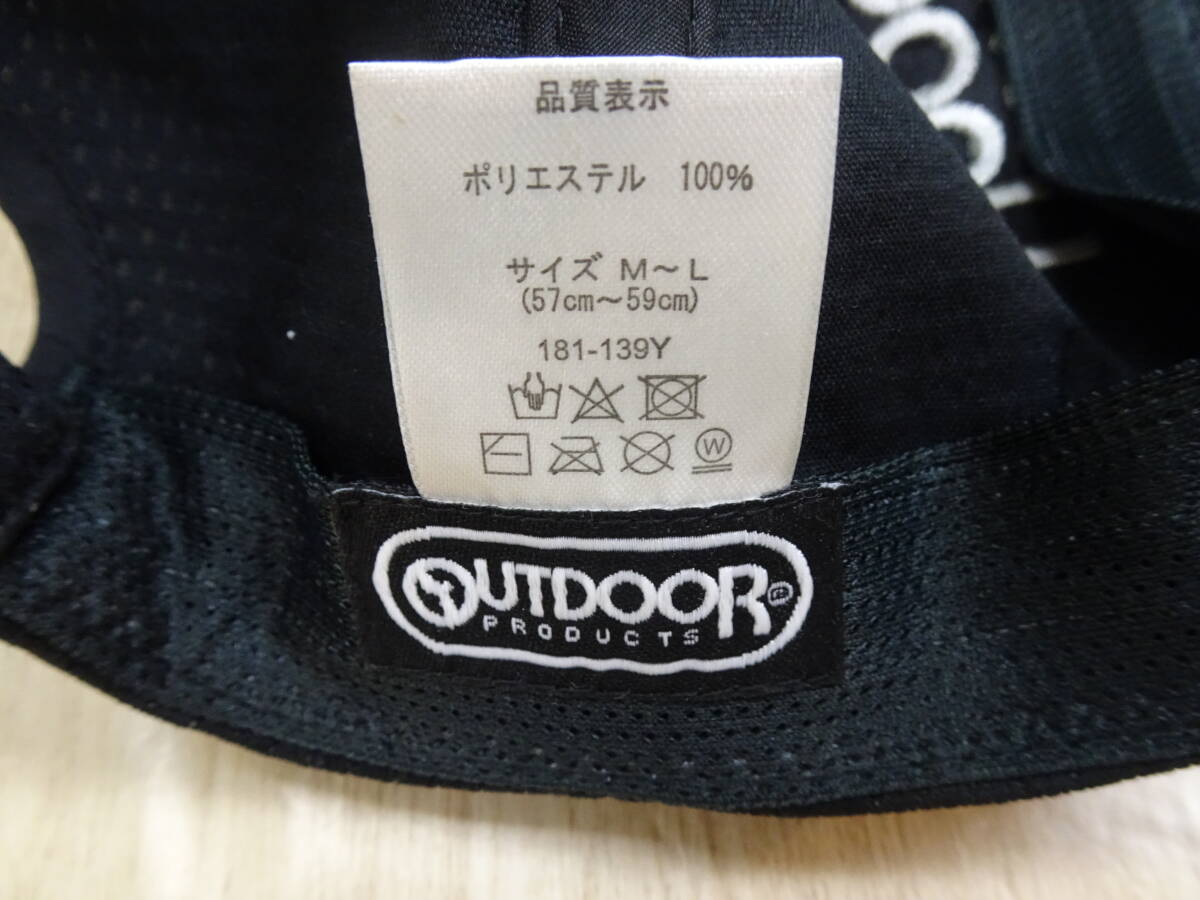 品質表示
ポリエステル 100%
サイズ M〜L
(57cm〜59cm)
181-139Y
W
OUTDOOR®
PRODUCTS